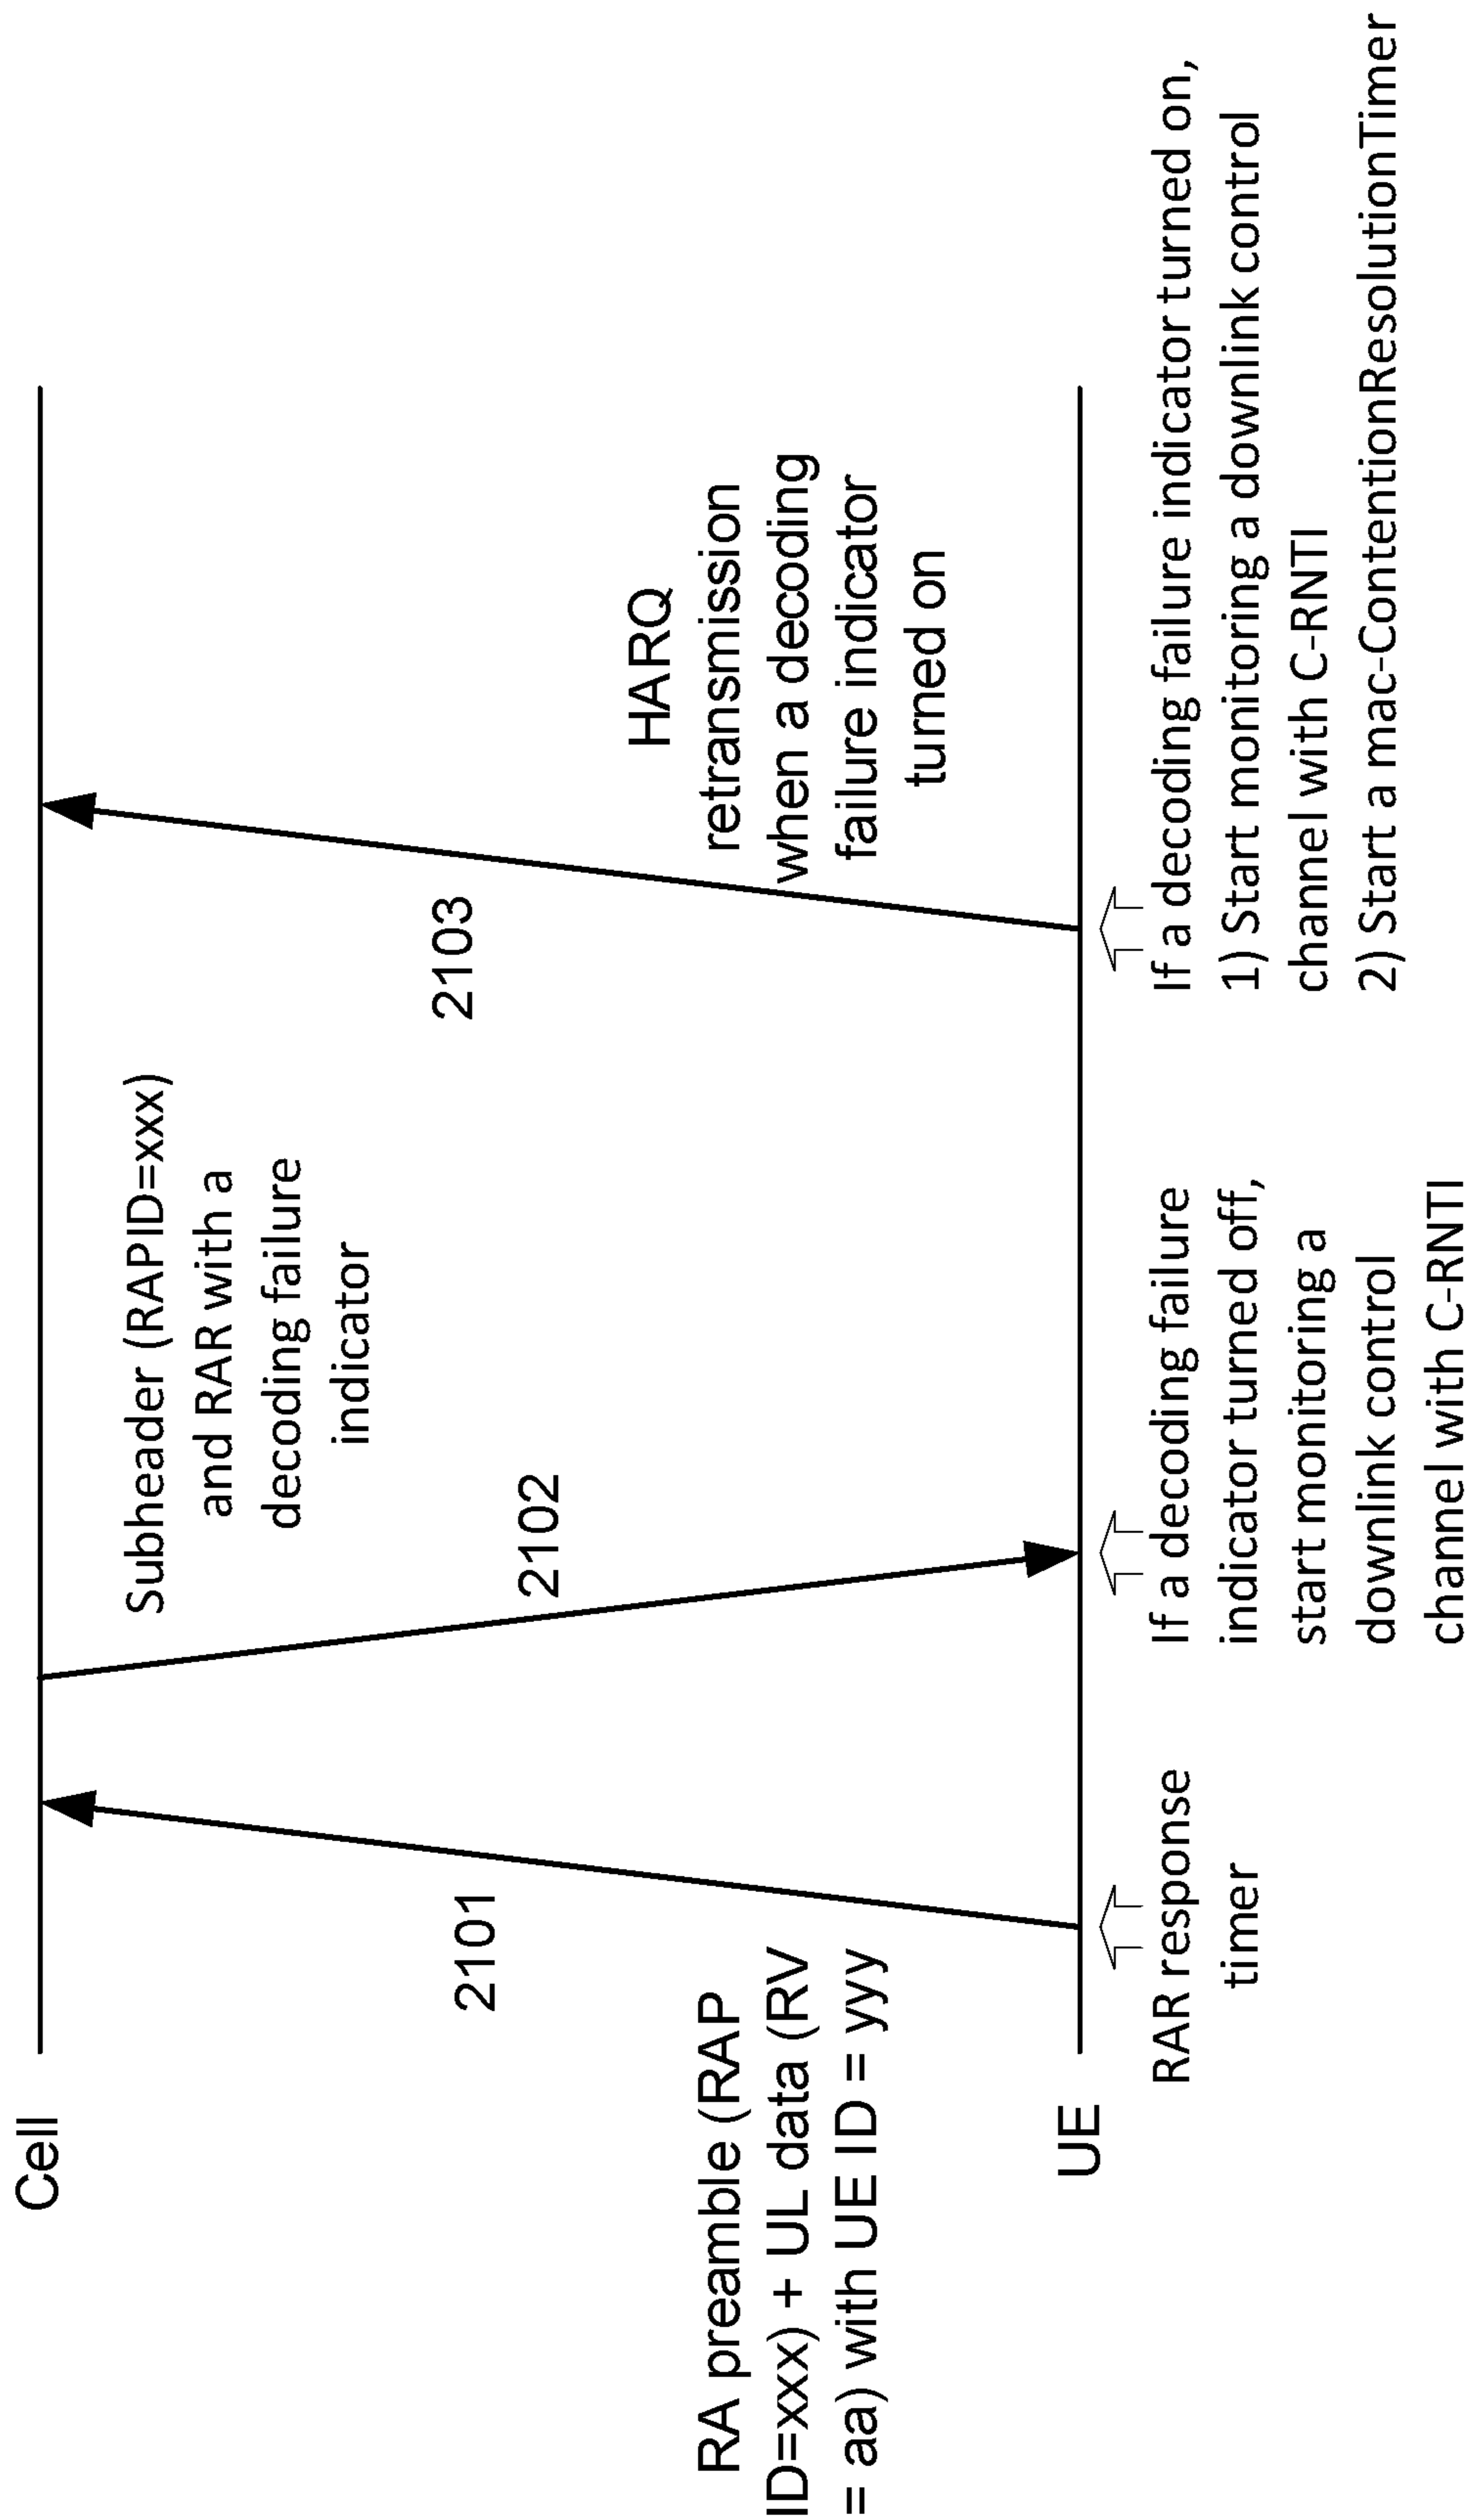 Cell
RA preamble (RAP
ID=xxx) + UL data (RV
= aa) with UE ID = yyy
2101
Subheader (RAPID=xxx)
and RAR with a
decoding failure
indicator
2102
2103
HARQ
retransmission
when a decoding
failure indicator
turned on
UE
RAR response
timer
If a decoding failure
indicator turned off,
start monitoring a
downlink control
channel with C-RNTI
If a decoding failure indicator turned on,
1) Start monitoring a downlink control
channel with C-RNTI
2) Start a mac-ContentionResolutionTimer